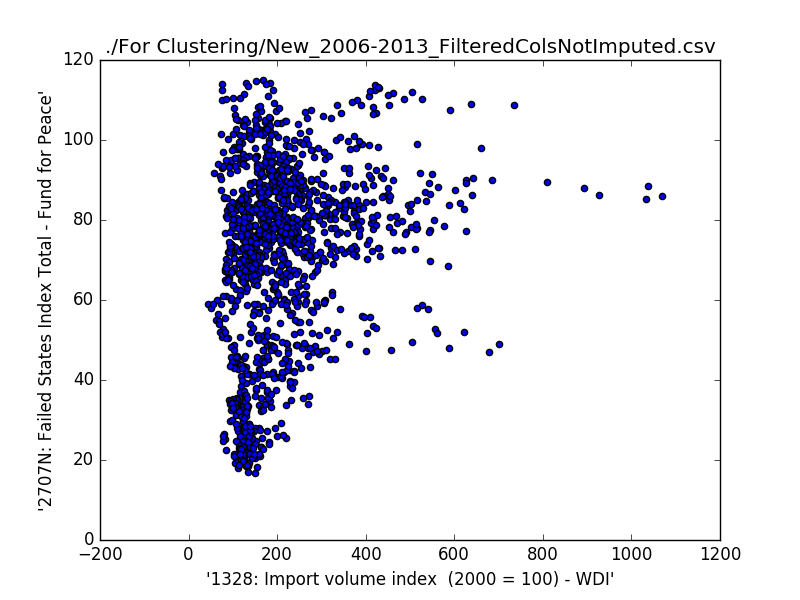 ./For Clustering/New_2006-2013_FilteredColsNotImputed.csv
120
100
80
60
40
20
0
'2707N: Failed States Index Total - Fund for Peace'
−200 0 200 400 600 800 1000 1200
'1328: Import volume index  (2000 = 100) - WDI'